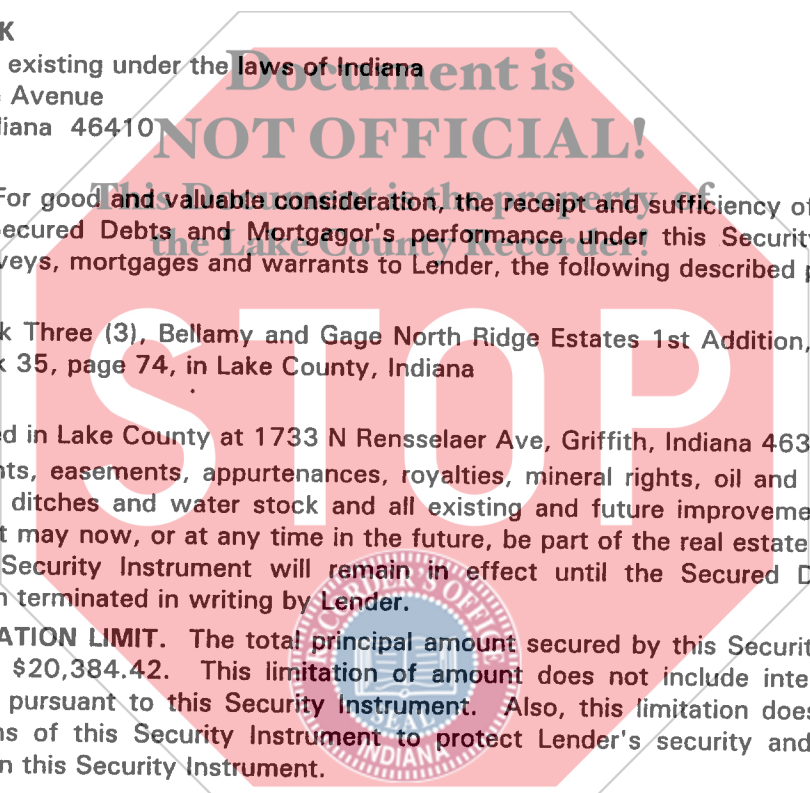 K
existing under the laws of Indiana
Avenue
diana 46410
Document is
NOT OFFICIAL!
This Document is the property of
the Lake County Recorder!
For good and valuable consideration, the receipt and sufficiency of
ecured Debts and Mortgagor's performance under this Security
veys, mortgages and warrants to Lender, the following described p
k Three (3), Bellamy and Gage North Ridge Estates 1st Addition,
k 35, page 74, in Lake County, Indiana
STOP
ed in Lake County at 1733 N Rensselaer Ave, Griffith, Indiana 463
nts, easements, appurtenances, royalties, mineral rights, oil and
ditches and water stock and all existing and future improveme
t may now, or at any time in the future, be part of the real estate
Security Instrument will remain in effect until the Secured D
n terminated in writing by Lender.
ATION LIMIT. The total principal amount secured by this Securit
$20,384.42. This limitation of amount does not include inte
pursuant to this Security Instrument. Also, this limitation does
ns of this Security Instrument to protect Lender's security and
n this Security Instrument.
RECORDER'S OFFICE
SEAL
INDIANA